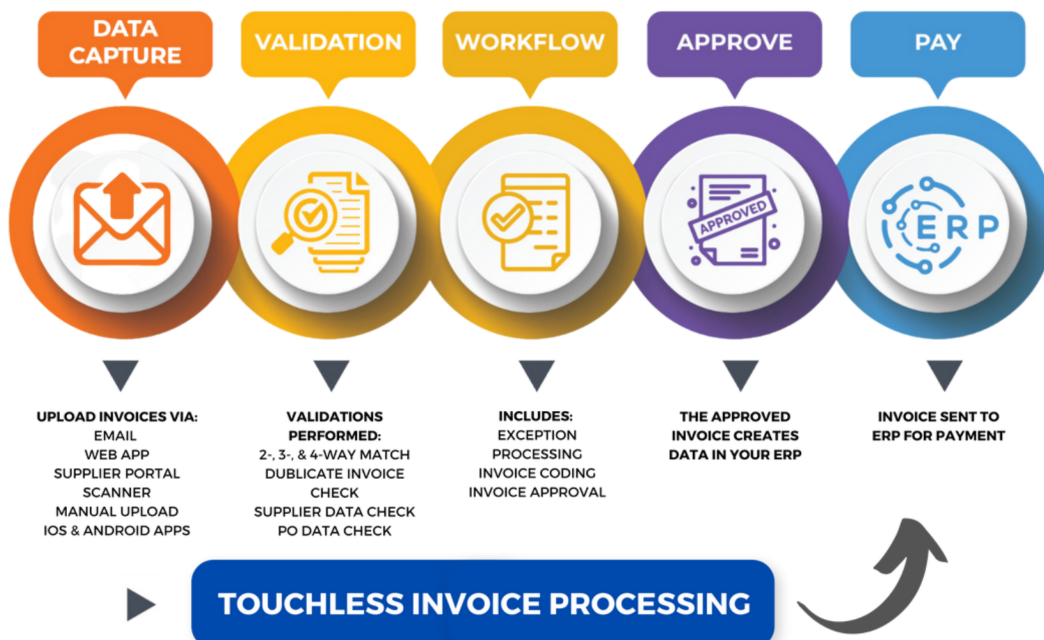 DATA
CAPTURE
VALIDATION
WORKFLOW
APPROVE
PAY
APPROVED
ERP
UPLOAD INVOICES VIA:
EMAIL
WEB APP
SUPPLIER PORTAL
SCANNER
MANUAL UPLOAD
IOS & ANDROID APPS
VALIDATIONS
PERFORMED:
2-, 3-, & 4-WAY MATCH
DUBLICATE INVOICE
CHECK
SUPPLIER DATA CHECK
PO DATA CHECK
INCLUDES:
EXCEPTION
PROCESSING
INVOICE CODING
INVOICE APPROVAL
THE APPROVED
INVOICE CREATES
DATA IN YOUR ERP
INVOICE SENT TO
ERP FOR PAYMENT
TOUCHLESS INVOICE PROCESSING